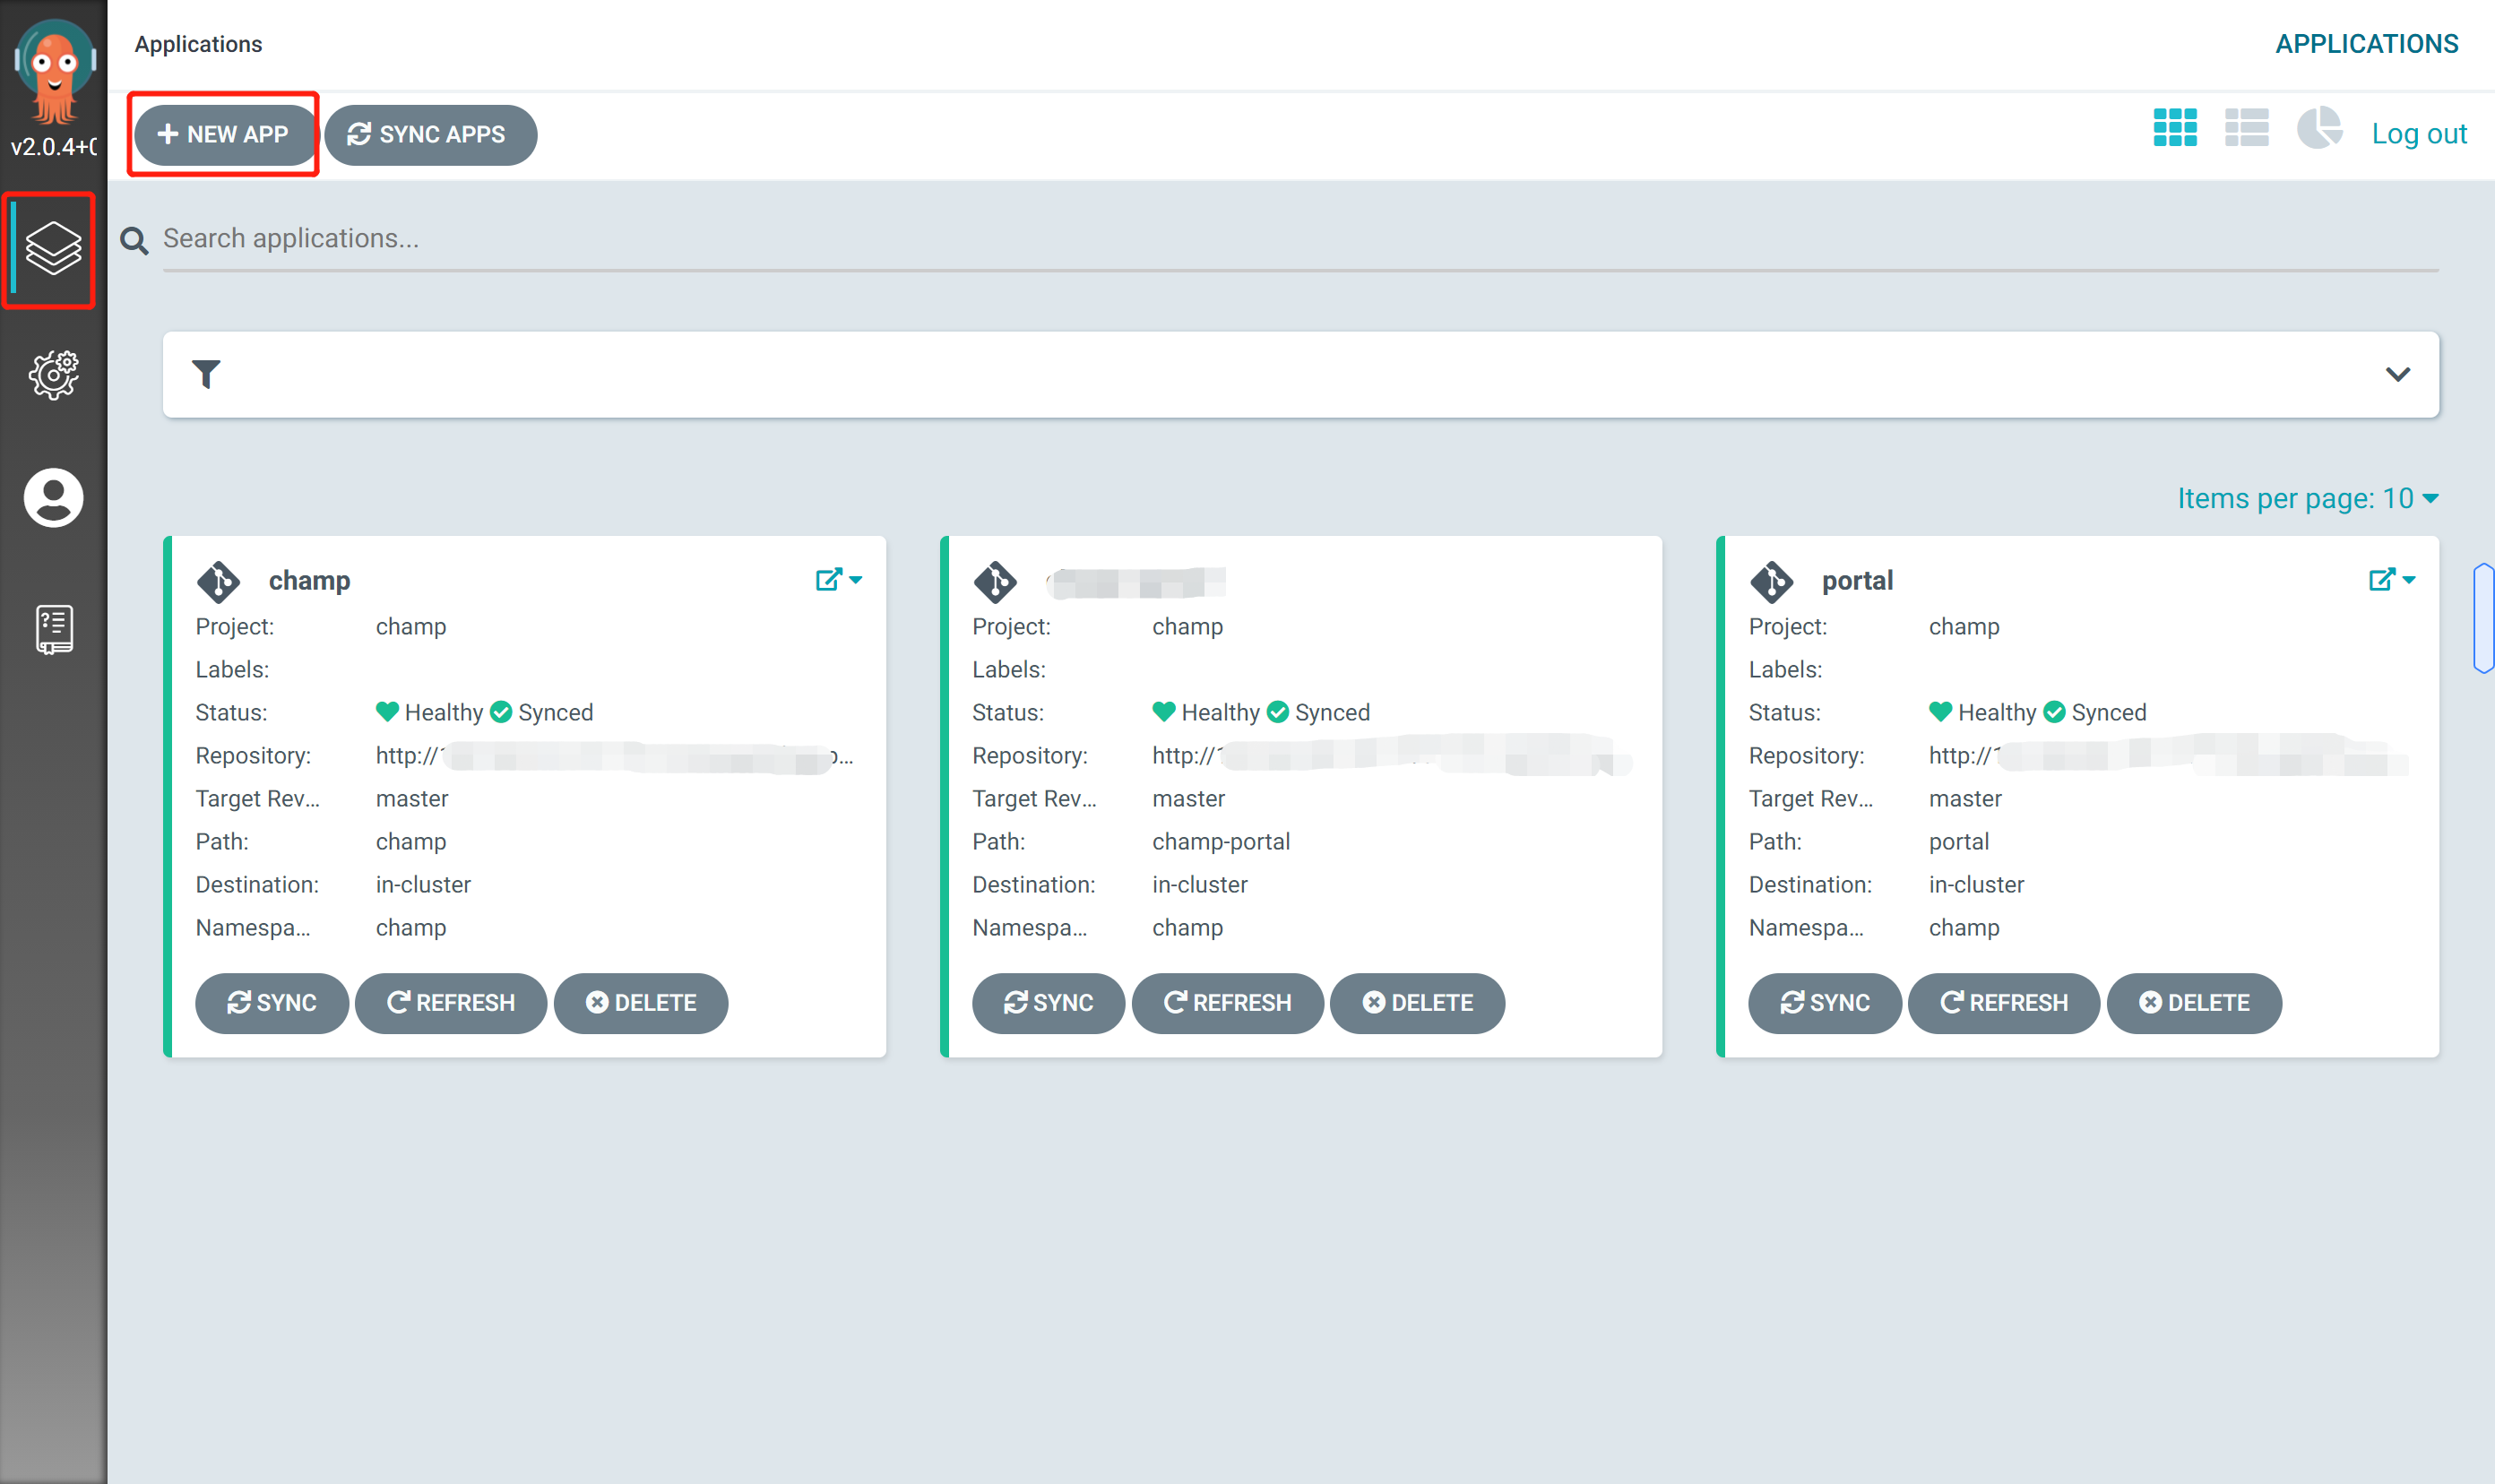 Applications
APPLICATIONS
v2.0.4+0
NEW APP
SYNC APPS
Log out
Search applications...
Items per page: 10
champ
Project: champ
Labels:
Status: Healthy Synced
Repository: http://
Target Rev... master
Path: champ
Destination: in-cluster
Namespa... champ
SYNC REFRESH DELETE
Project: champ
Labels:
Status: Healthy Synced
Repository: http://
Target Rev... master
Path: champ-portal
Destination: in-cluster
Namespa... champ
SYNC REFRESH DELETE
portal
Project: champ
Labels:
Status: Healthy Synced
Repository: http://
Target Rev... master
Path: portal
Destination: in-cluster
Namespa... champ
SYNC REFRESH DELETE